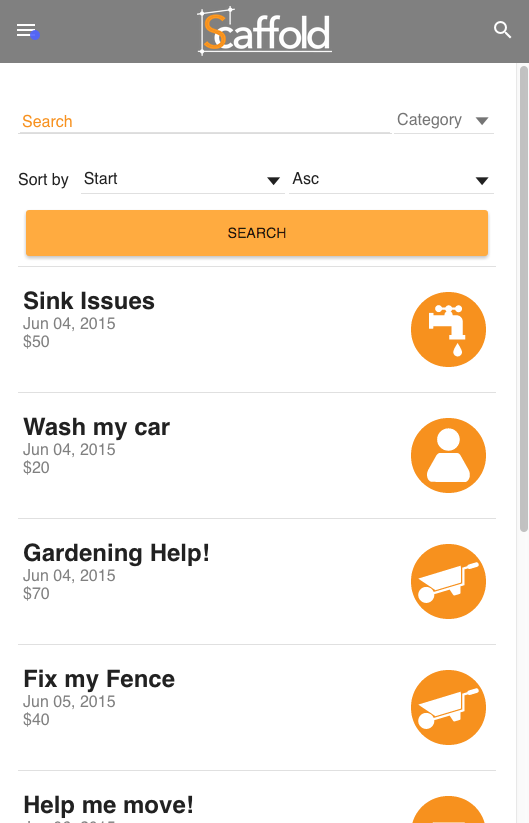 Scaffold
Search
Category
Sort by Start Asc
SEARCH
Sink Issues
Jun 04, 2015
$50
Wash my car
Jun 04, 2015
$20
Gardening Help!
Jun 04, 2015
$70
Fix my Fence
Jun 05, 2015
$40
Help me move!